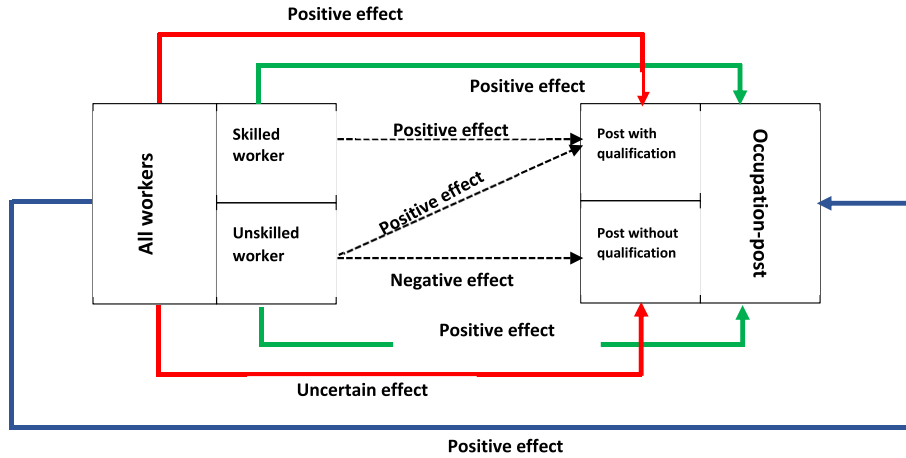 Positive effect
Positive effect
All workers
Skilled
worker
Positive effect
Post with
qualification
Occupation-post
Positive effect
Unskilled
worker
Post without
qualification
Negative effect
Positive effect
Uncertain effect
Positive effect